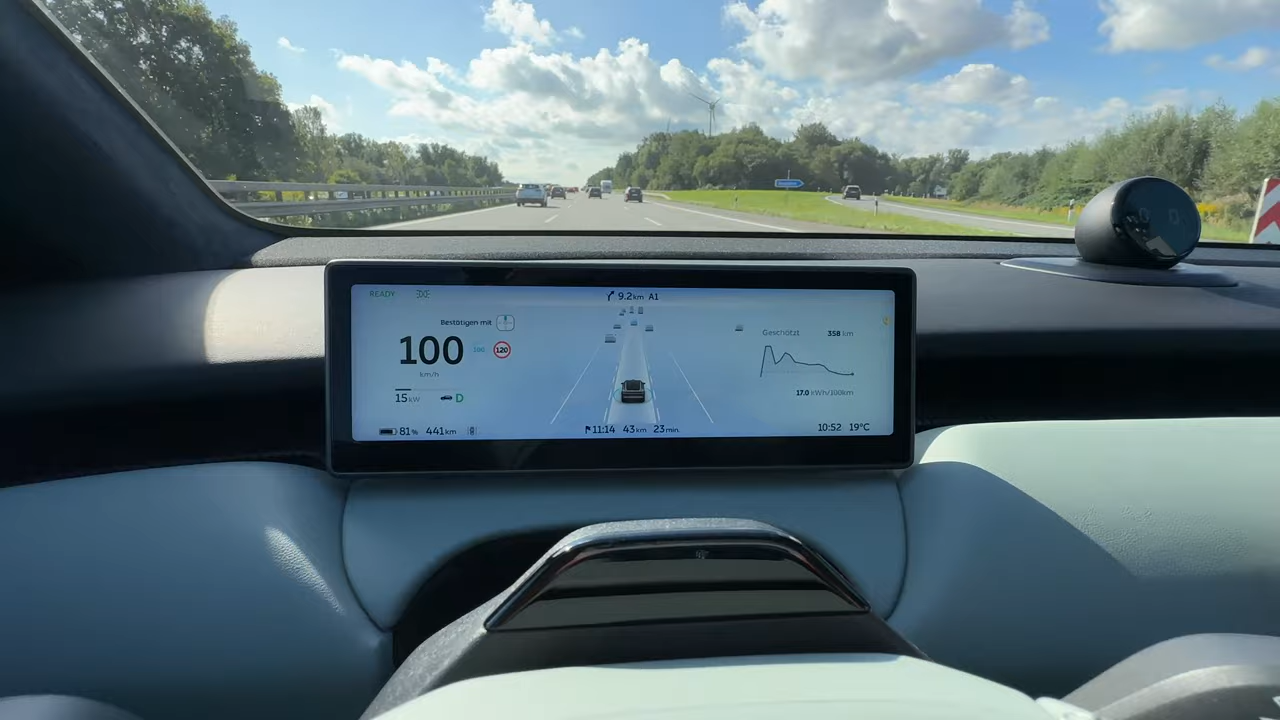 READY
9.2 km A1
Bestätigen mit
100
100
120
km/h
15 kW
D
Geschätzt 358 km
17.0 kWh/100km
81% 441 km
11:14 43 km 23 min.
10:52 19°C